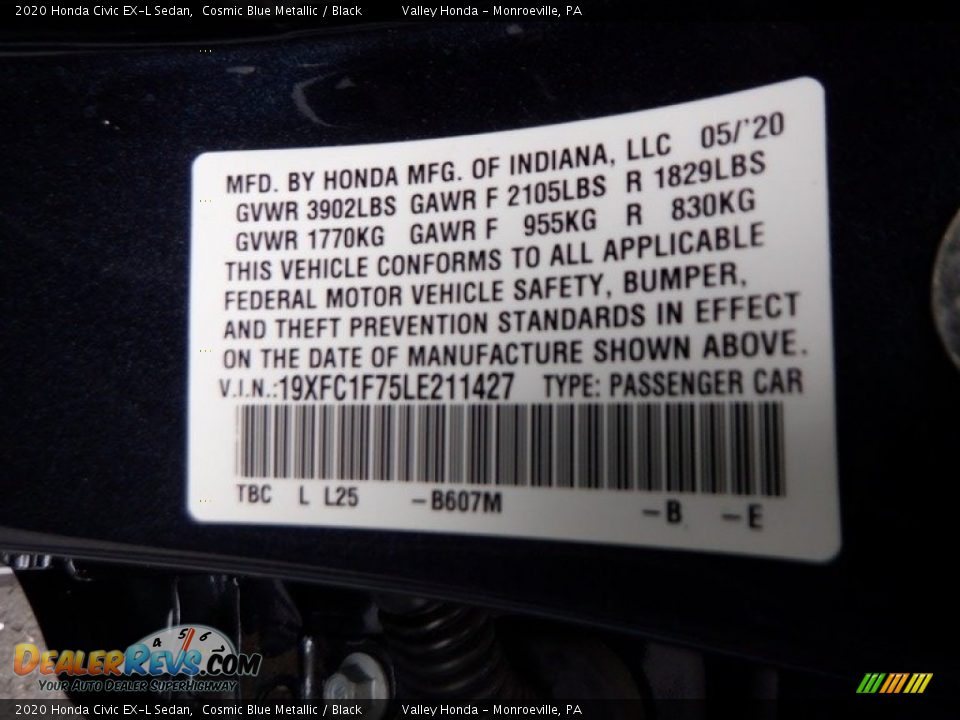 2020 Honda Civic EX-L Sedan, Cosmic Blue Metallic / Black Valley Honda - Monroeville, PA
MFD. BY HONDA MFG. OF INDIANA, LLC 05/'20
GVWR 3902LBS GAWR F 2105LBS R 1829LBS
GVWR 1770KG GAWR F 955KG R 830KG
THIS VEHICLE CONFORMS TO ALL APPLICABLE
FEDERAL MOTOR VEHICLE SAFETY, BUMPER,
AND THEFT PREVENTION STANDARDS IN EFFECT
ON THE DATE OF MANUFACTURE SHOWN ABOVE.
V.I.N.:19XFC1F75LE211427 TYPE: PASSENGER CAR
TBC L L25 -B607M -B -E
4 5 6
DEALERREVS.COM
YOUR AUTO DEALER SUPERHIGHWAY
2020 Honda Civic EX-L Sedan, Cosmic Blue Metallic / Black Valley Honda - Monroeville, PA